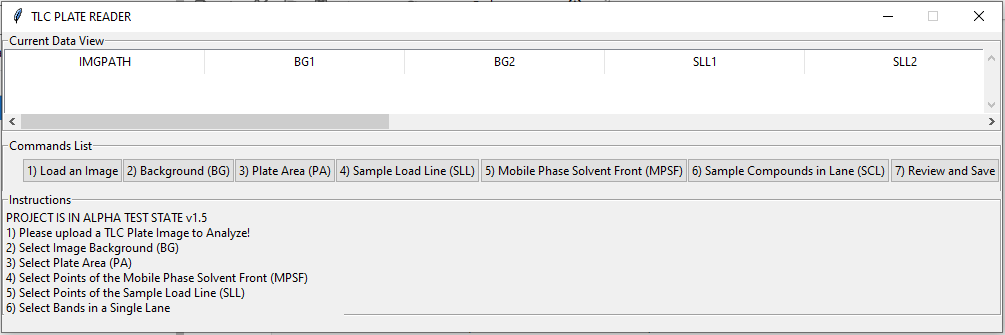 TLC PLATE READER
Current Data View
IMGPATH BG1 BG2 SLL1 SLL2
Commands List
1) Load an Image 2) Background (BG) 3) Plate Area (PA) 4) Sample Load Line (SLL) 5) Mobile Phase Solvent Front (MPSF) 6) Sample Compounds in Lane (SCL) 7) Review and Save
Instructions
PROJECT IS IN ALPHA TEST STATE v1.5
1) Please upload a TLC Plate Image to Analyze!
2) Select Image Background (BG)
3) Select Plate Area (PA)
4) Select Points of the Mobile Phase Solvent Front (MPSF)
5) Select Points of the Sample Load Line (SLL)
6) Select Bands in a Single Lane